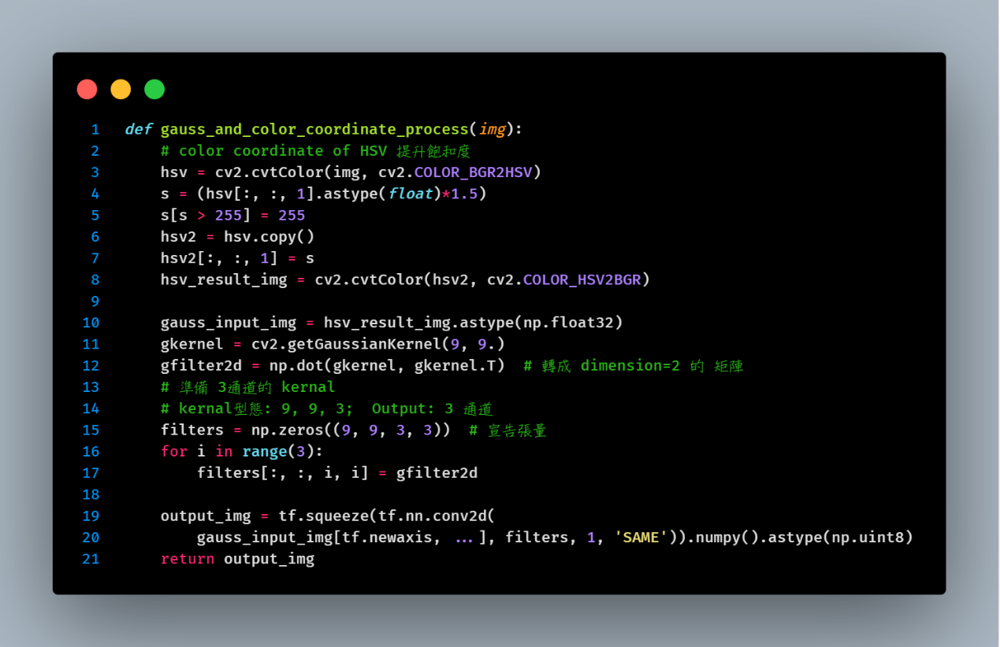 1 def gauss_and_color_coordinate_process(img):
2 # color coordinate of HSV 提升飽和度
3 hsv = cv2.cvtColor(img, cv2.COLOR_BGR2HSV)
4 s = (hsv[:, :, 1].astype(float)*1.5)
5 s[s > 255] = 255
6 hsv2 = hsv.copy()
7 hsv2[:, :, 1] = s
8 hsv_result_img = cv2.cvtColor(hsv2, cv2.COLOR_HSV2BGR)
9
10 gauss_input_img = hsv_result_img.astype(np.float32)
11 gkernel = cv2.getGaussianKernel(9, 9.)
12 gfilter2d = np.dot(gkernel, gkernel.T)  # 轉成 dimension=2 的 矩陣
13 # 準備 3通道的 kernal
14 # kernal型態: 9, 9, 3;  Output: 3 通道
15 filters = np.zeros((9, 9, 3, 3))  # 宣告張量
16 for i in range(3):
17 filters[:, :, i, i] = gfilter2d
18
19 output_img = tf.squeeze(tf.nn.conv2d(
20 gauss_input_img[tf.newaxis, ...], filters, 1, 'SAME')).numpy().astype(np.uint8)
21 return output_img